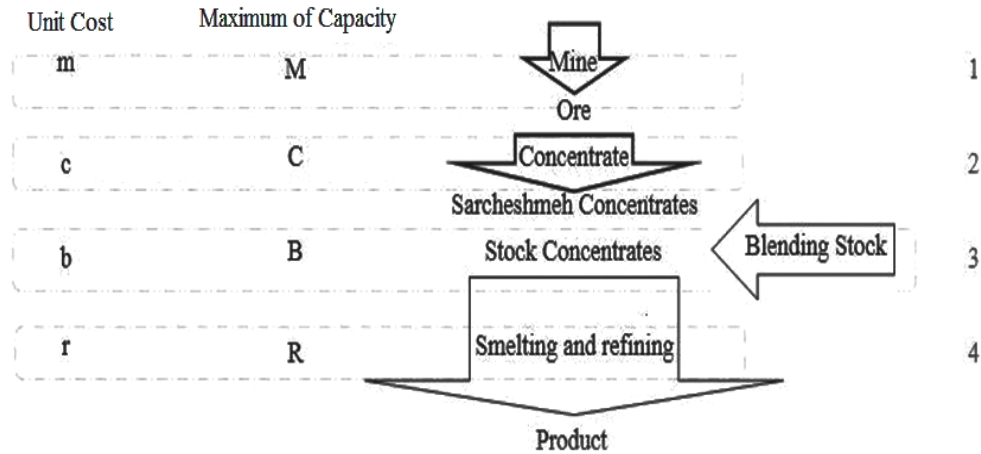 Unit Cost Maximum of Capacity
m M Mine 1
Ore
c C Concentrate 2
Sarcheshmeh Concentrates
b B Stock Concentrates Blending Stock 3
r R Smelting and refining 4
Product